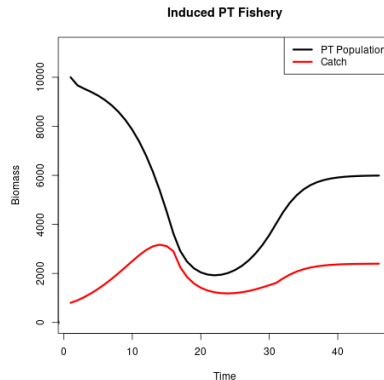 Induced PT Fishery
PT Population
Catch
Biomass
0
2000
4000
6000
8000
10000
0
10
20
30
40
Time